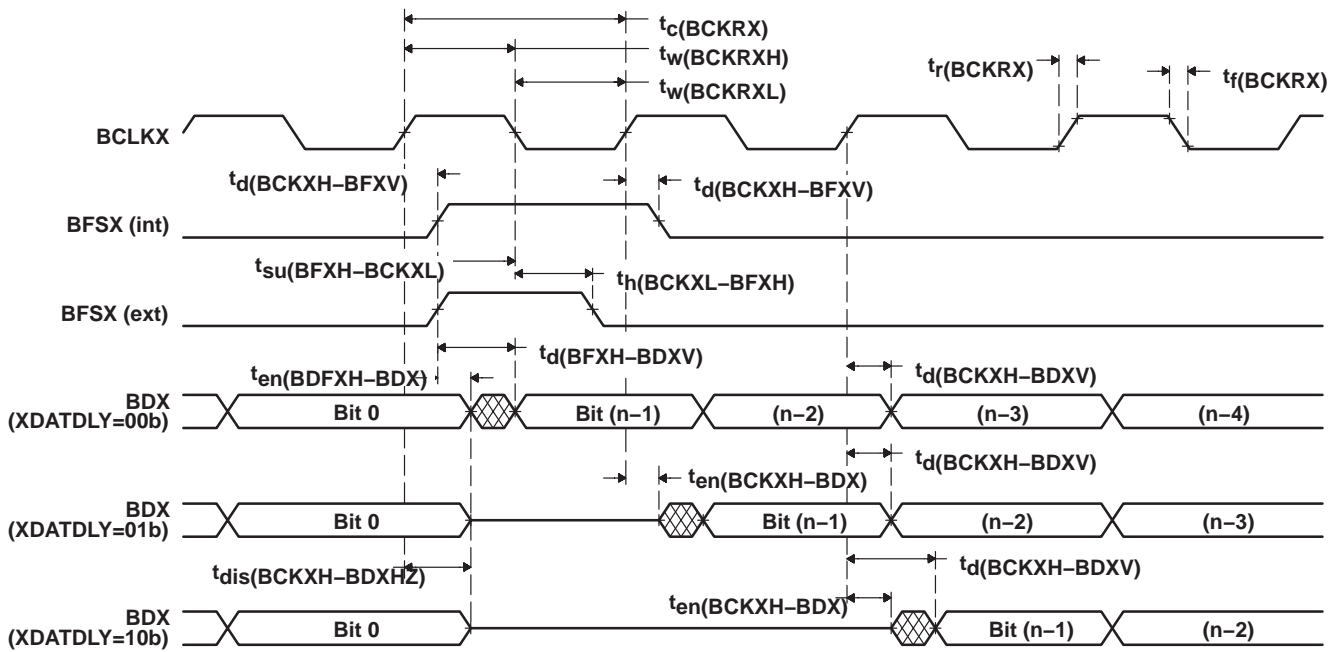 tc(BCKRX)
tw(BCKRXH)
tr(BCKRX)
tf(BCKRX)
tw(BCKRXL)
BCLKX
td(BCKXH–BFXV)
td(BCKXH–BFXV)
BFSX (int)
tsu(BFXH–BCKXL)
th(BCKXL–BFXH)
BFSX (ext)
td(BFXH–BDXV)
ten(BDFXH–BDX)
td(BCKXH–BDXV)
BDX
(XDATDLY=00b)
Bit 0
Bit (n–1)
(n–2)
(n–3)
(n–4)
td(BCKXH–BDXV)
ten(BCKXH–BDX)
BDX
(XDATDLY=01b)
Bit 0
Bit (n–1)
(n–2)
(n–3)
tdis(BCKXH–BDXHZ)
td(BCKXH–BDXV)
ten(BCKXH–BDX)
BDX
(XDATDLY=10b)
Bit 0
Bit (n–1)
(n–2)